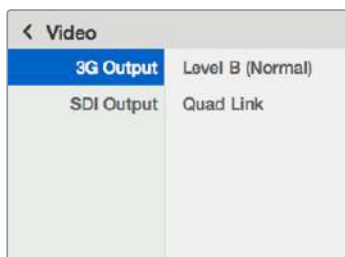 < Video
3G Output Level B (Normal)
SDI Output Quad Link